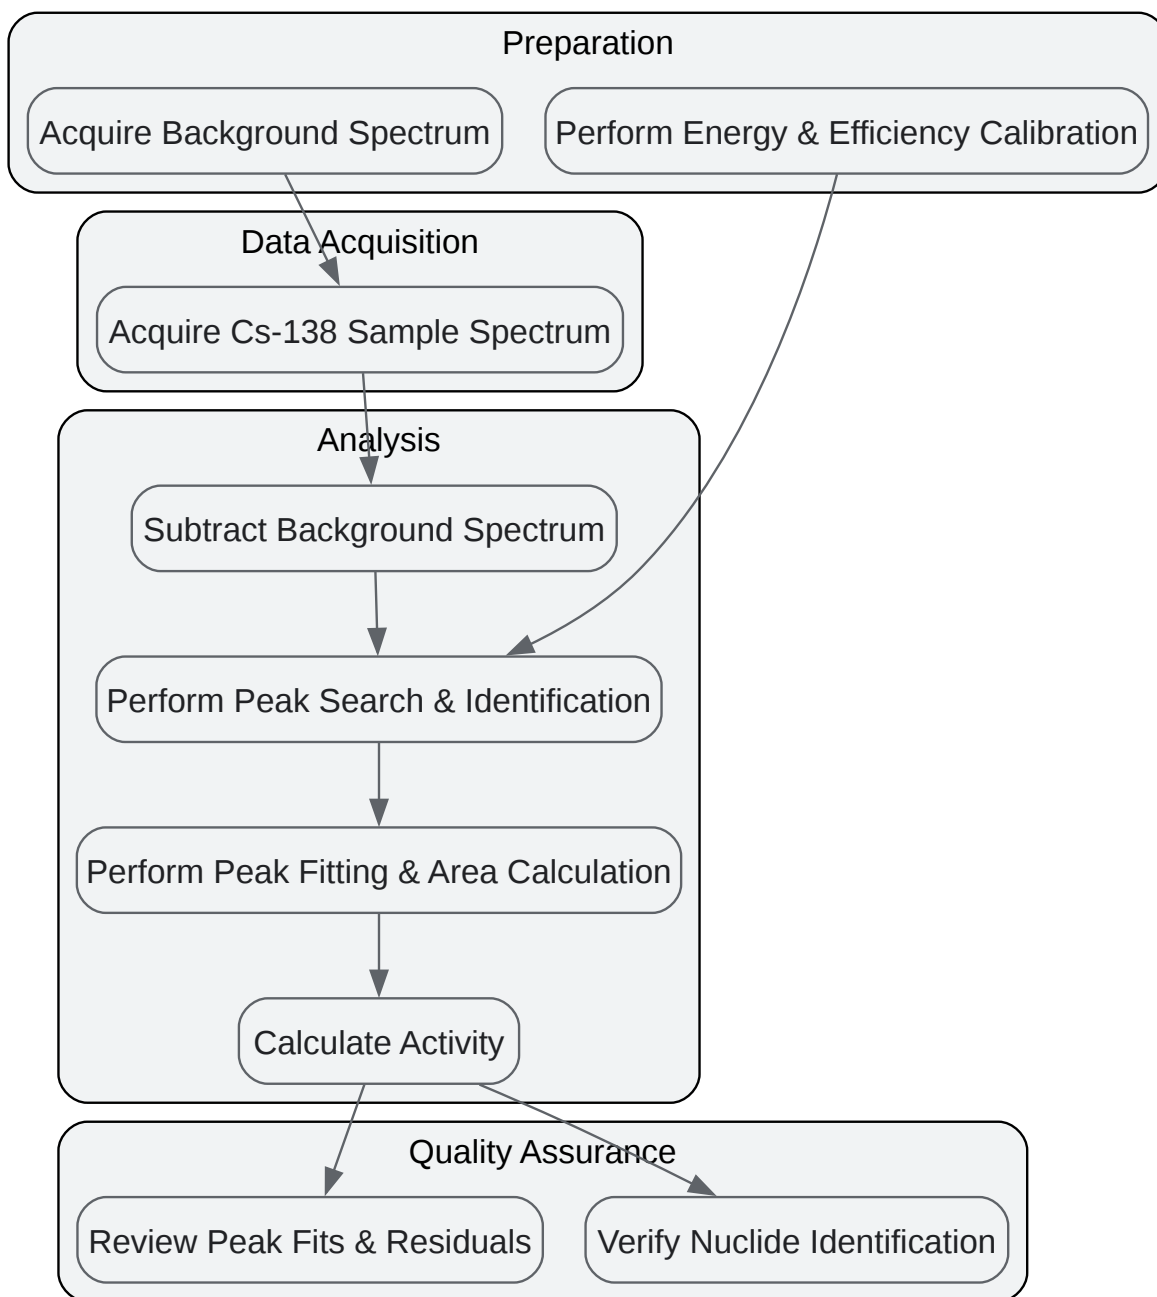 Preparation
Acquire Background Spectrum
Perform Energy & Efficiency Calibration
Data Acquisition
Acquire Cs-138 Sample Spectrum
Analysis
Subtract Background Spectrum
Perform Peak Search & Identification
Perform Peak Fitting & Area Calculation
Calculate Activity
Quality Assurance
Review Peak Fits & Residuals
Verify Nuclide Identification